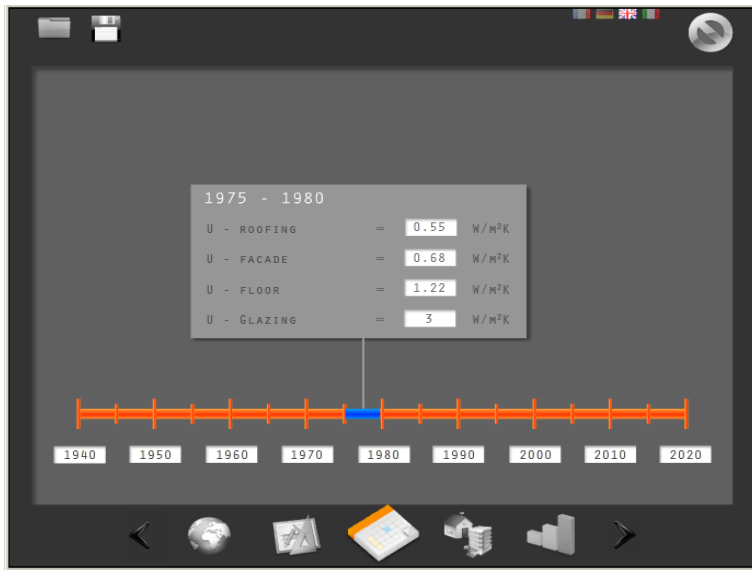 1975 - 1980
U - ROOFING = 0.55 W/M²K
U - FACADE = 0.68 W/M²K
U - FLOOR = 1.22 W/M²K
U - GLAZING = 3 W/M²K
1940 1950 1960 1970 1980 1990 2000 2010 2020